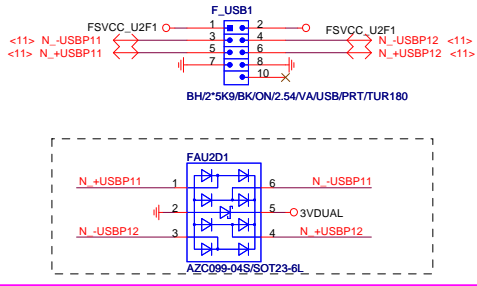 F_USB1
FSVCC_U2F1 1 2 FSVCC_U2F1
<11> N_-USBP11 3 4 N_-USBP12 <11>
<11> N_+USBP11 5 6 N_+USBP12 <11>
7 8
10
BH/2*5K9/BK/ON/2.54/VA/USB/PRT/TUR180
FAU2D1
N_+USBP11 1 6 N_-USBP11
2 5 3VDUAL
N_-USBP12 3 4 N_+USBP12
AZC099-04S/SOT23-6L